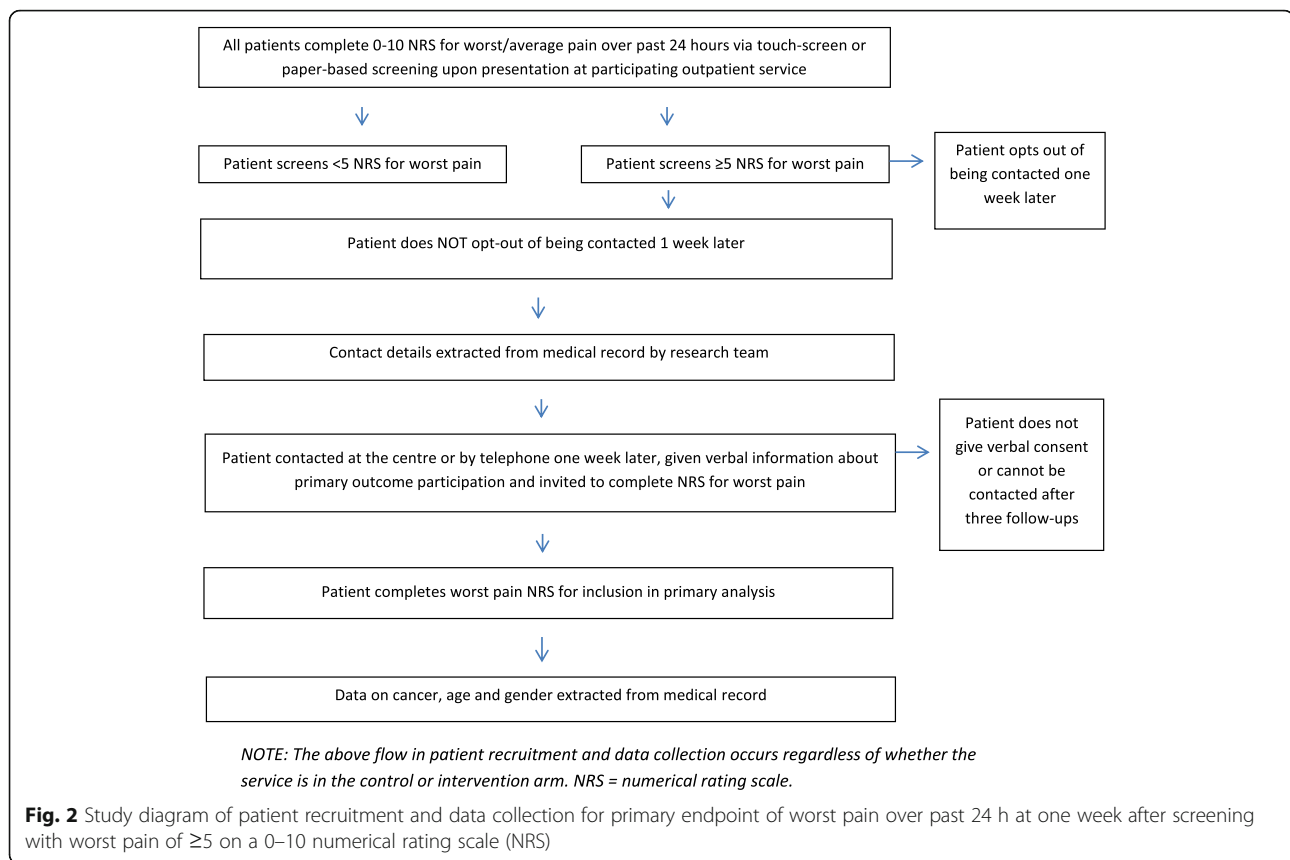 All patients complete 0-10 NRS for worst/average pain over past 24 hours via touch-screen or
paper-based screening upon presentation at participating outpatient service
Patient screens <5 NRS for worst pain
Patient screens ≥5 NRS for worst pain
Patient opts out of
being contacted one
week later
Patient does NOT opt-out of being contacted 1 week later
Contact details extracted from medical record by research team
Patient contacted at the centre or by telephone one week later, given verbal information about
primary outcome participation and invited to complete NRS for worst pain
Patient does not
give verbal consent
or cannot be
contacted after
three follow-ups
Patient completes worst pain NRS for inclusion in primary analysis
Data on cancer, age and gender extracted from medical record
NOTE: The above flow in patient recruitment and data collection occurs regardless of whether the
service is in the control or intervention arm. NRS = numerical rating scale.
Fig. 2 Study diagram of patient recruitment and data collection for primary endpoint of worst pain over past 24 h at one week after screening
with worst pain of ≥5 on a 0–10 numerical rating scale (NRS)